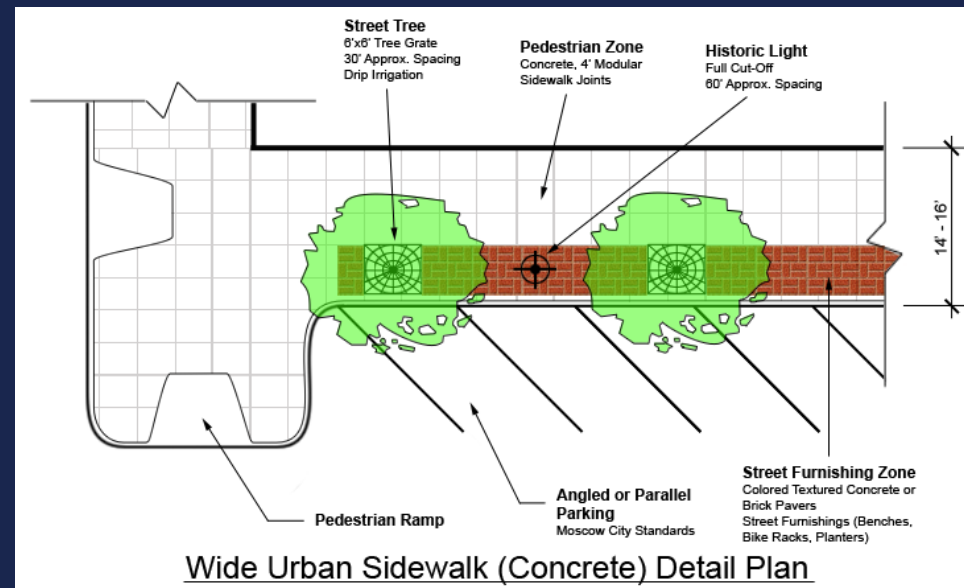 Street Tree
6'x6' Tree Grate
30' Approx. Spacing
Drip Irrigation
Pedestrian Zone
Concrete, 4' Modular
Sidewalk Joints
Historic Light
Full Cut-Off
60' Approx. Spacing
14' - 16'
Pedestrian Ramp
Angled or Parallel
Parking
Moscow City Standards
Street Furnishing Zone
Colored Textured Concrete or
Brick Pavers
Street Furnishings (Benches,
Bike Racks, Planters)
Wide Urban Sidewalk (Concrete) Detail Plan